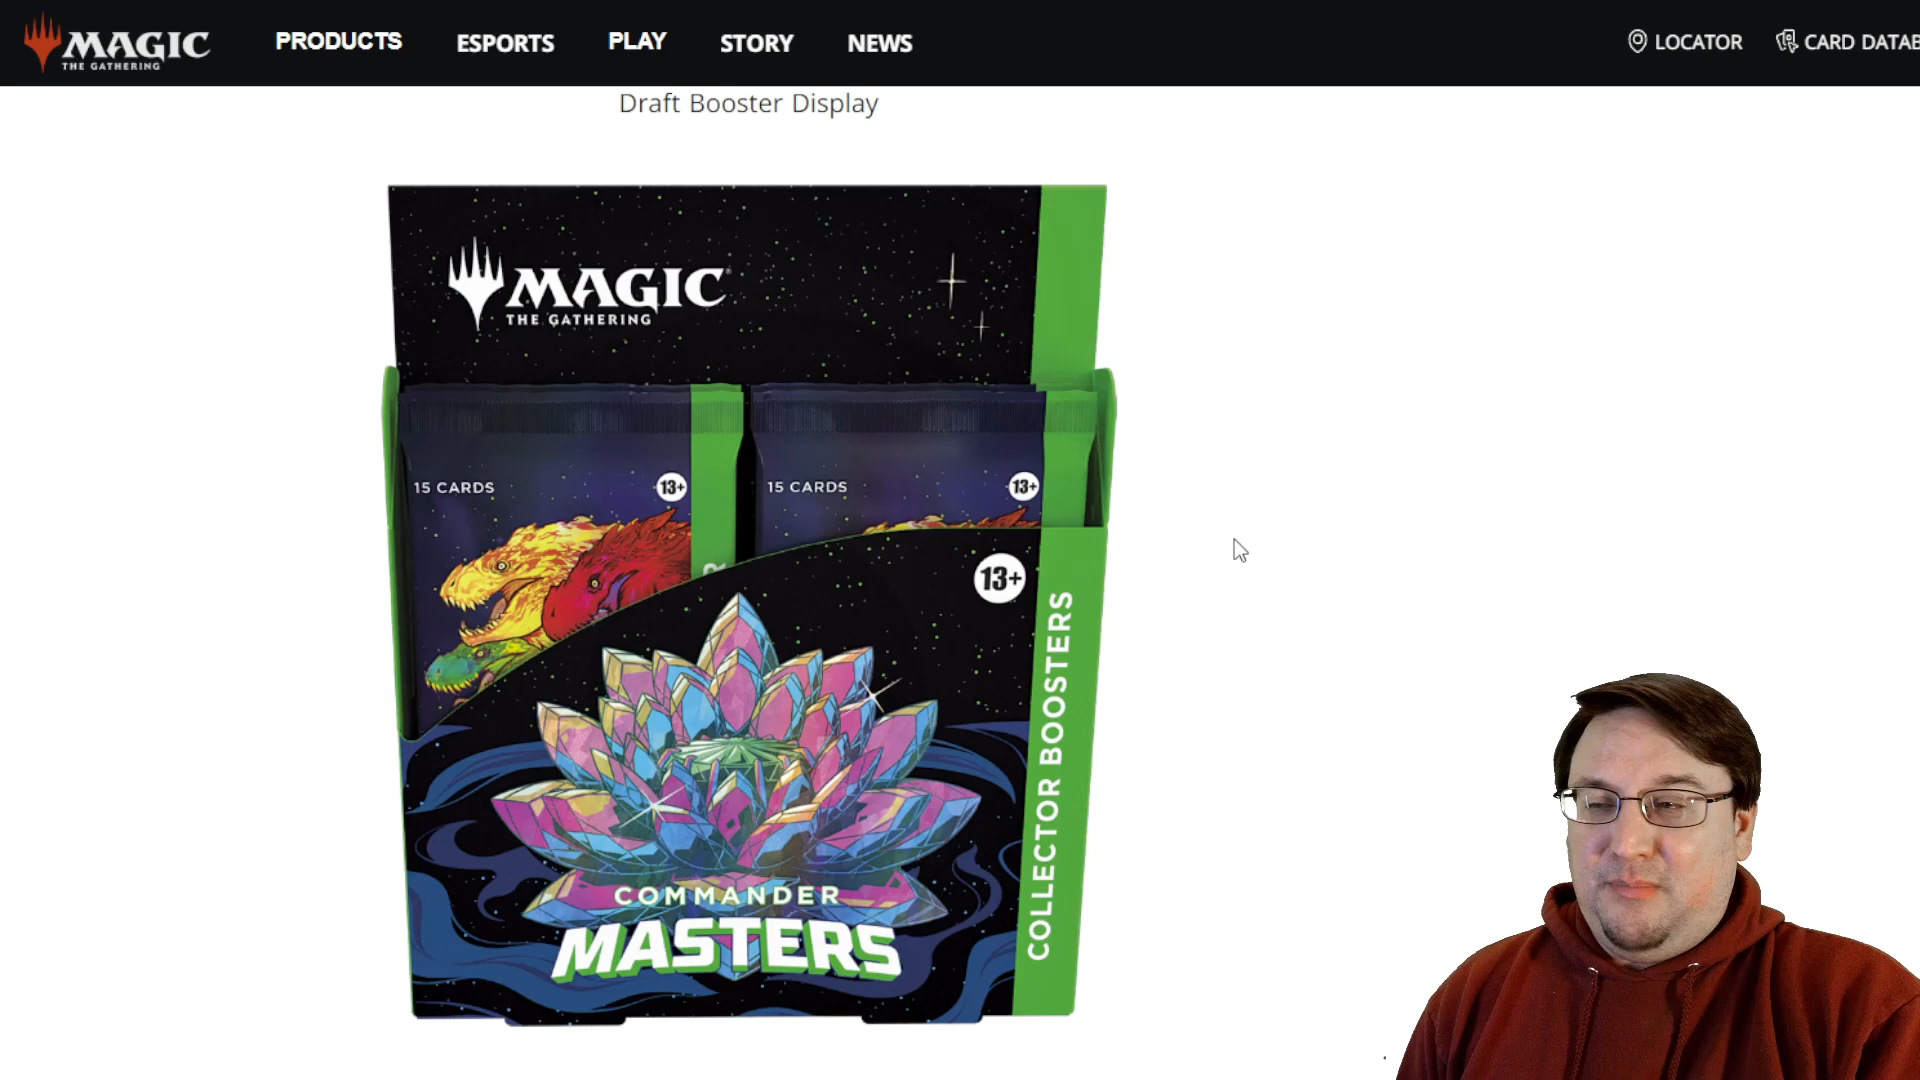 MAGIC
THE GATHERING
PRODUCTS
ESPORTS
PLAY
STORY
NEWS
LOCATOR
CARD DATAB
Draft Booster Display
MAGIC
THE GATHERING
15 CARDS
13+
15 CARDS
13+
13+
COLLECTOR BOOSTERS
COMMANDER
MASTERS